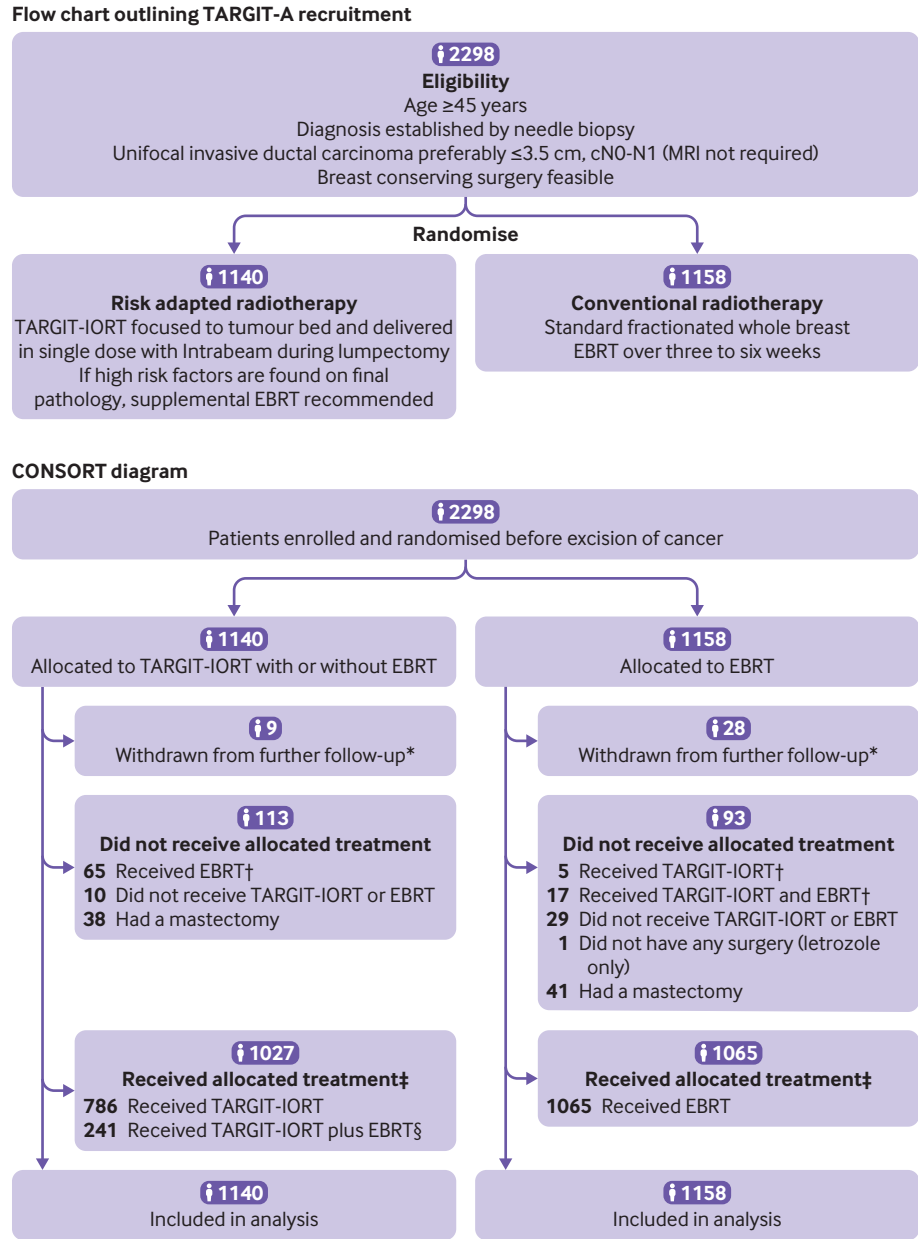 Flow chart outlining TARGIT-A recruitment
2298
Eligibility
Age ≥45 years
Diagnosis established by needle biopsy
Unifocal invasive ductal carcinoma preferably ≤3.5 cm, cN0-N1 (MRI not required)
Breast conserving surgery feasible
Randomise
1140
Risk adapted radiotherapy
TARGIT-IORT focused to tumour bed and delivered
in single dose with Intrabeam during lumpectomy
If high risk factors are found on final
pathology, supplemental EBRT recommended
1158
Conventional radiotherapy
Standard fractionated whole breast
EBRT over three to six weeks
CONSORT diagram
2298
Patients enrolled and randomised before excision of cancer
1140
Allocated to TARGIT-IORT with or without EBRT
1158
Allocated to EBRT
9
Withdrawn from further follow-up*
28
Withdrawn from further follow-up*
113
Did not receive allocated treatment
65 Received EBRT†
10 Did not receive TARGIT-IORT or EBRT
38 Had a mastectomy
93
Did not receive allocated treatment
5 Received TARGIT-IORT†
17 Received TARGIT-IORT and EBRT†
29 Did not receive TARGIT-IORT or EBRT
1 Did not have any surgery (letrozole
only)
41 Had a mastectomy
1027
Received allocated treatment‡
786 Received TARGIT-IORT
241 Received TARGIT-IORT plus EBRT§
1065
Received allocated treatment‡
1065 Received EBRT
1140
Included in analysis
1158
Included in analysis